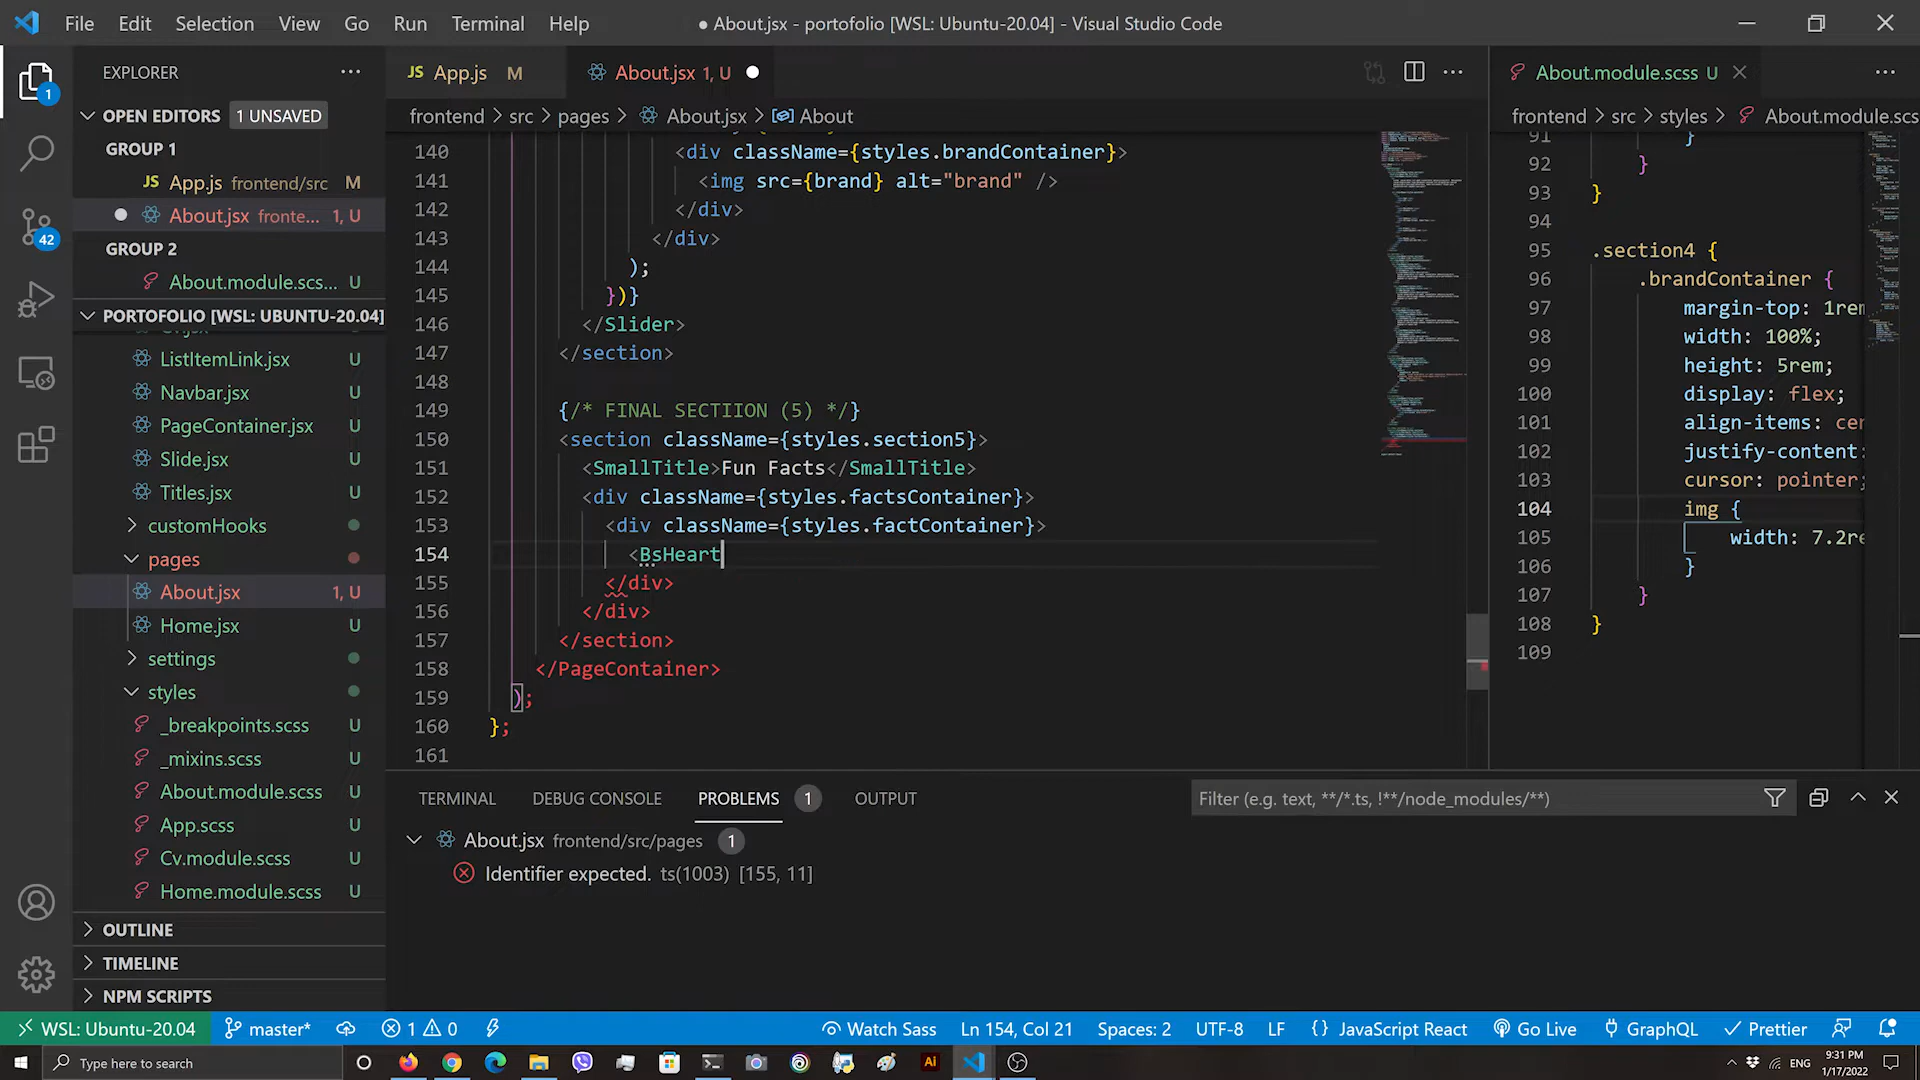 File Edit Selection View Go Run Terminal Help
● About.jsx - portofolio [WSL: Ubuntu-20.04] - Visual Studio Code
EXPLORER
1
OPEN EDITORS 1 UNSAVED
GROUP 1
JS App.js frontend/src M
About.jsx fronte... 1, U
GROUP 2
About.module.scs... U
42
PORTOFOLIO [WSL: UBUNTU-20.04]
ListItemLink.jsx U
Navbar.jsx U
PageContainer.jsx U
Slide.jsx U
Titles.jsx U
customHooks
pages
About.jsx 1, U
Home.jsx U
settings
styles
_breakpoints.scss U
_mixins.scss U
About.module.scss U
App.scss U
Cv.module.scss U
Home.module.scss U
OUTLINE
TIMELINE
NPM SCRIPTS
JS App.js M
About.jsx 1, U
frontend > src > pages > About.jsx > About
140 <div className={styles.brandContainer}>
141 <img src={brand} alt="brand" />
142 </div>
143 </div>
144 );
145 })}
146 </Slider>
147 </section>
148
149 {/* FINAL SECTIION (5) */}
150 <section className={styles.section5}>
151 <SmallTitle>Fun Facts</SmallTitle>
152 <div className={styles.factsContainer}>
153 <div className={styles.factContainer}>
154 <BsHeart
155 </div>
156 </div>
157 </section>
158 </PageContainer>
159 );
160 };
161
About.module.scss U
frontend > src > styles > About.module.scs
91 }
92 }
93 }
94
95 .section4 {
96 .brandContainer {
97 margin-top: 1rem
98 width: 100%;
99 height: 5rem;
100 display: flex;
101 align-items: cen
102 justify-content:
103 cursor: pointer;
104 img {
105 width: 7.2re
106 }
107 }
108 }
109
TERMINAL DEBUG CONSOLE PROBLEMS 1 OUTPUT
Filter (e.g. text, **/*.ts, !**/node_modules/**)
About.jsx frontend/src/pages 1
Identifier expected. ts(1003) [155, 11]
WSL: Ubuntu-20.04 master* 1 0 Watch Sass Ln 154, Col 21 Spaces: 2 UTF-8 LF {} JavaScript React Go Live GraphQL Prettier
Type here to search
Ai
ENG
9:31 PM
1/17/2022